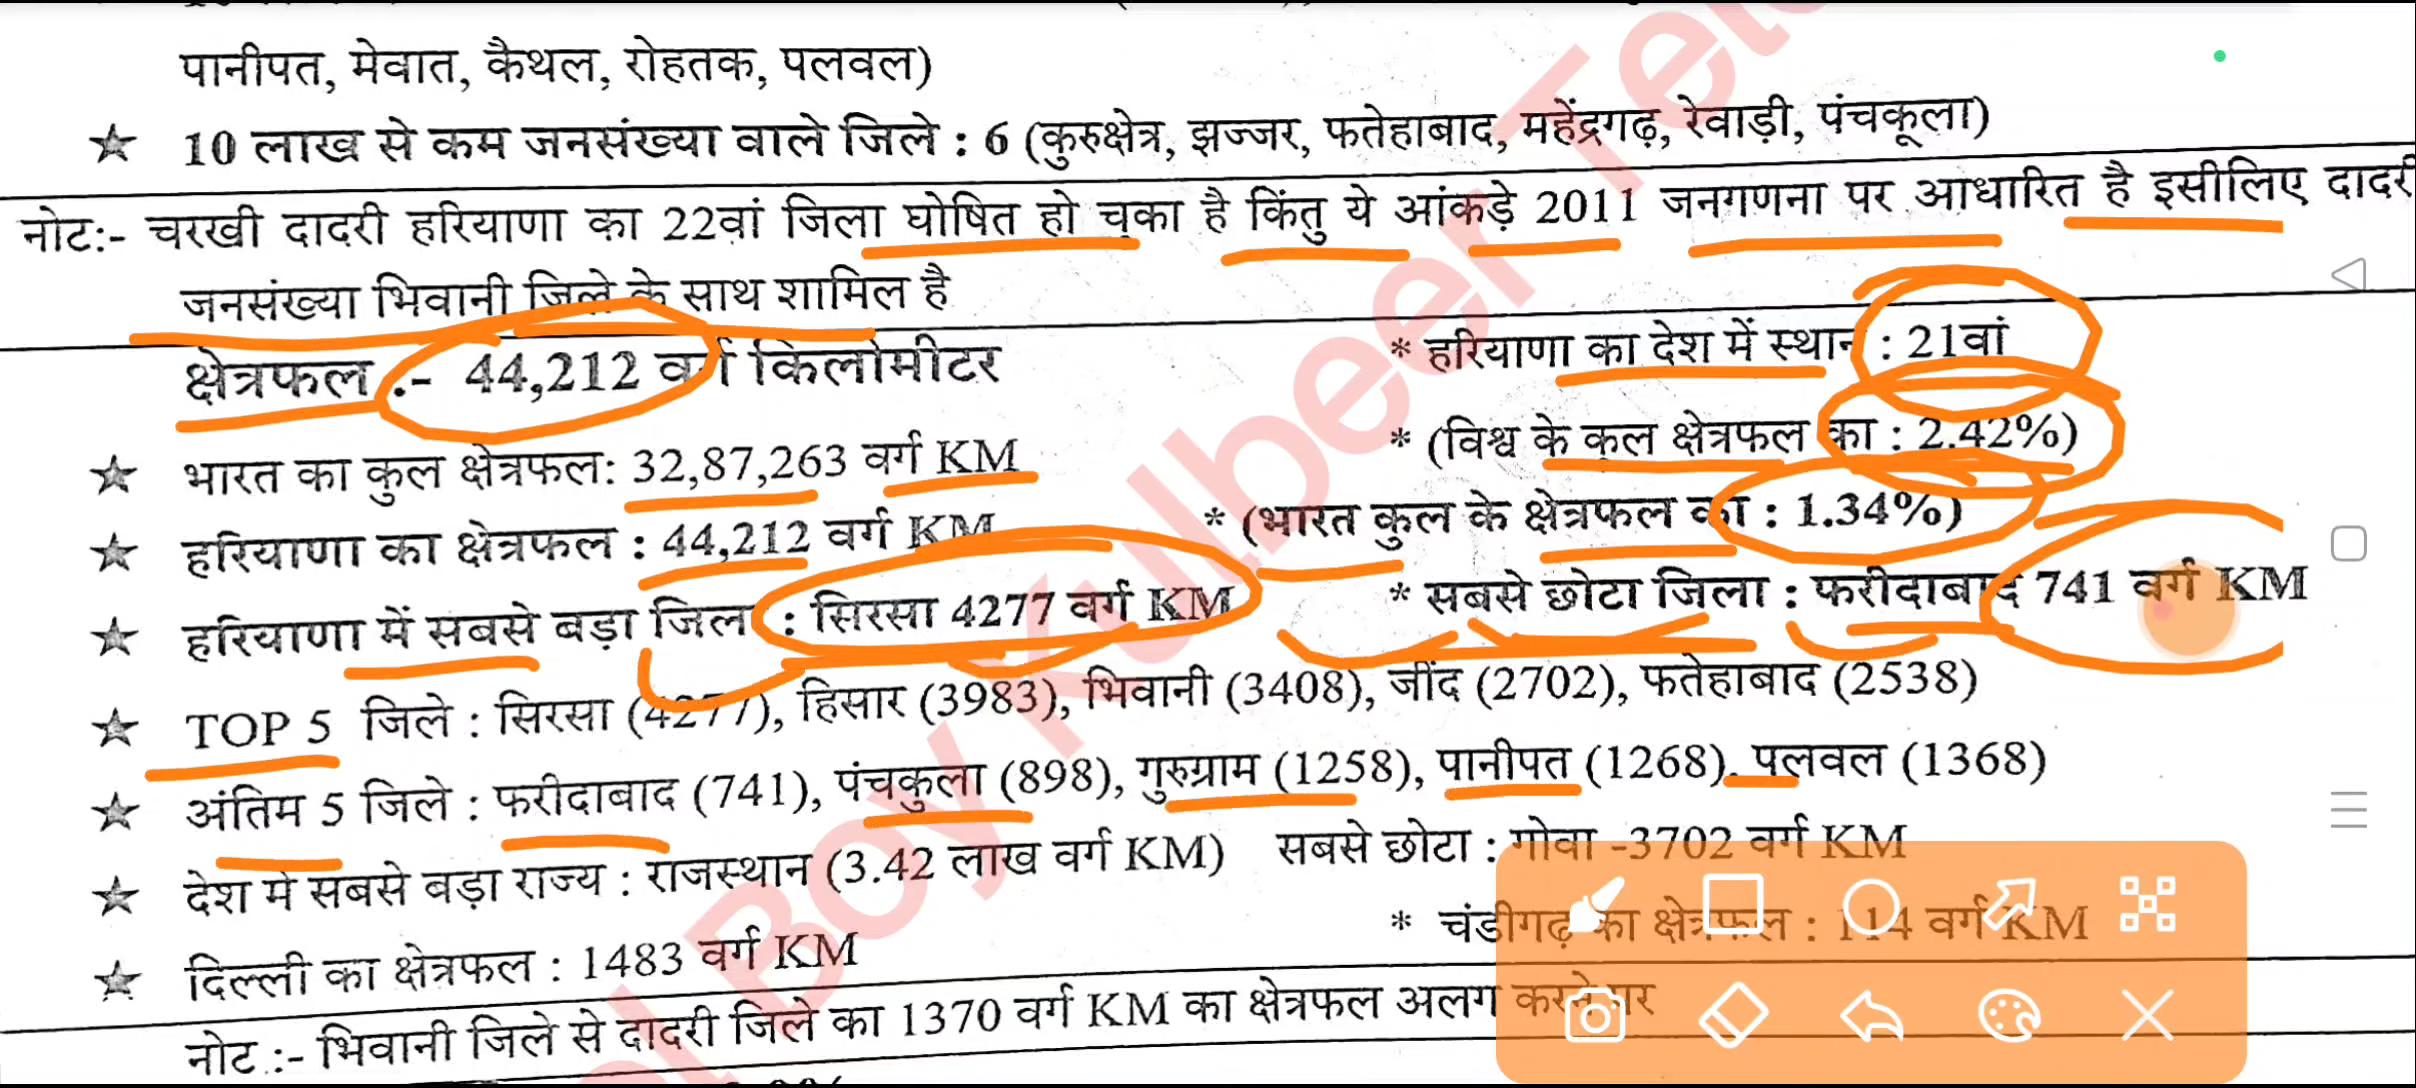 पानीपत, मेवात, कैथल, रोहतक, पलवल)
10 लाख से कम जनसंख्या वाले जिले : 6 (कुरुक्षेत्र, झज्जर, फतेहाबाद, महेंद्रगढ़, रेवाड़ी, पंचकूला)
नोट:- चरखी दादरी हरियाणा का 22वां जिला घोषित हो चुका है किंतु ये आंकड़े 2011 जनगणना पर आधारित है इसीलिए दादरी
जनसंख्या भिवानी जिले के साथ शामिल है
क्षेत्रफल :- 44,212 वर्ग किलोमीटर
* हरियाणा का देश में स्थान : 21वां
भारत का कुल क्षेत्रफल: 32,87,263 वर्ग KM
* (विश्व के कुल क्षेत्रफल का : 2.42%)
हरियाणा का क्षेत्रफल : 44,212 वर्ग KM
* (भारत कुल के क्षेत्रफल का : 1.34%)
हरियाणा में सबसे बड़ा जिला : सिरसा 4277 वर्ग KM
* सबसे छोटा जिला : फरीदाबाद 741 वर्ग KM
TOP 5 जिले : सिरसा (4277), हिसार (3983), भिवानी (3408), जींद (2702), फतेहाबाद (2538)
अंतिम 5 जिले : फरीदाबाद (741), पंचकुला (898), गुरुग्राम (1258), पानीपत (1268), पलवल (1368)
देश में सबसे बड़ा राज्य : राजस्थान (3.42 लाख वर्ग KM) सबसे छोटा : गोवा -3702 वर्ग KM
* चंडीगढ़ का क्षेत्रफल : 114 वर्ग KM
दिल्ली का क्षेत्रफल : 1483 वर्ग KM
नोट :- भिवानी जिले से दादरी जिले का 1370 वर्ग KM का क्षेत्रफल अलग करने पर
Boy Kulbeer